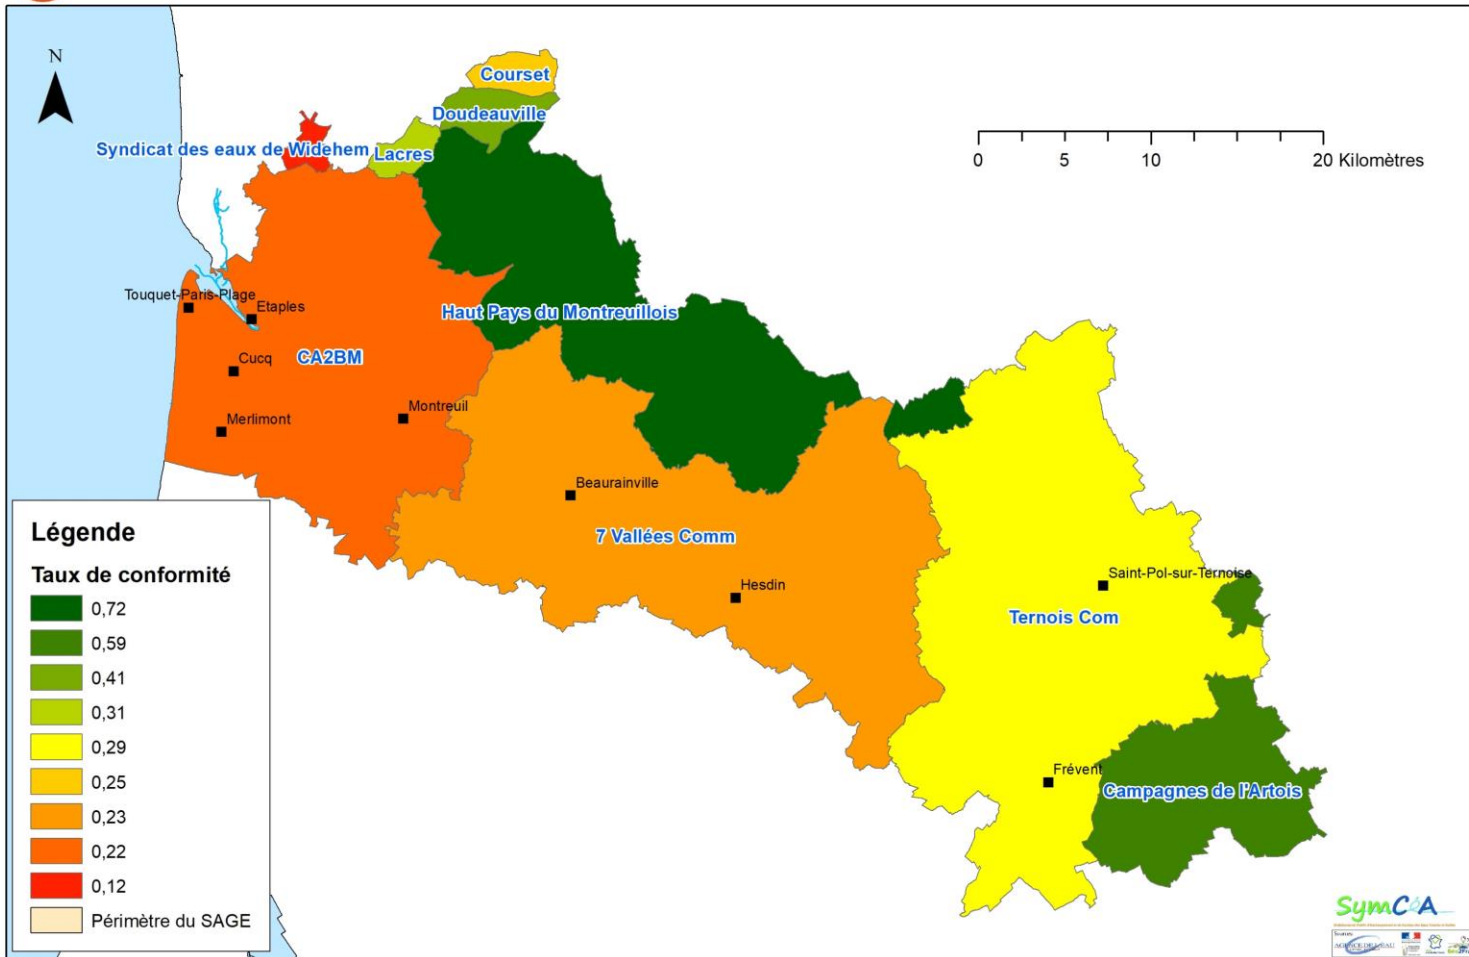 N
Courset
Doudeauville
Syndicat des eaux de Widehem
Lacres
0 5 10 20 Kilomètres
Touquet-Paris-Plage
Etaples
Haut Pays du Montreuillois
CA2BM
Cucq
Montreuil
Merlimont
Beaurainville
7 Vallées Comm
Hesdin
Saint-Pol-sur-Ternoise
Ternois Com
Frévent
Campagnes de l'Artois
Légende
Taux de conformité
0,72
0,59
0,41
0,31
0,29
0,25
0,23
0,22
0,12
Périmètre du SAGE
SymCéA
AGENCE DE L'EAU